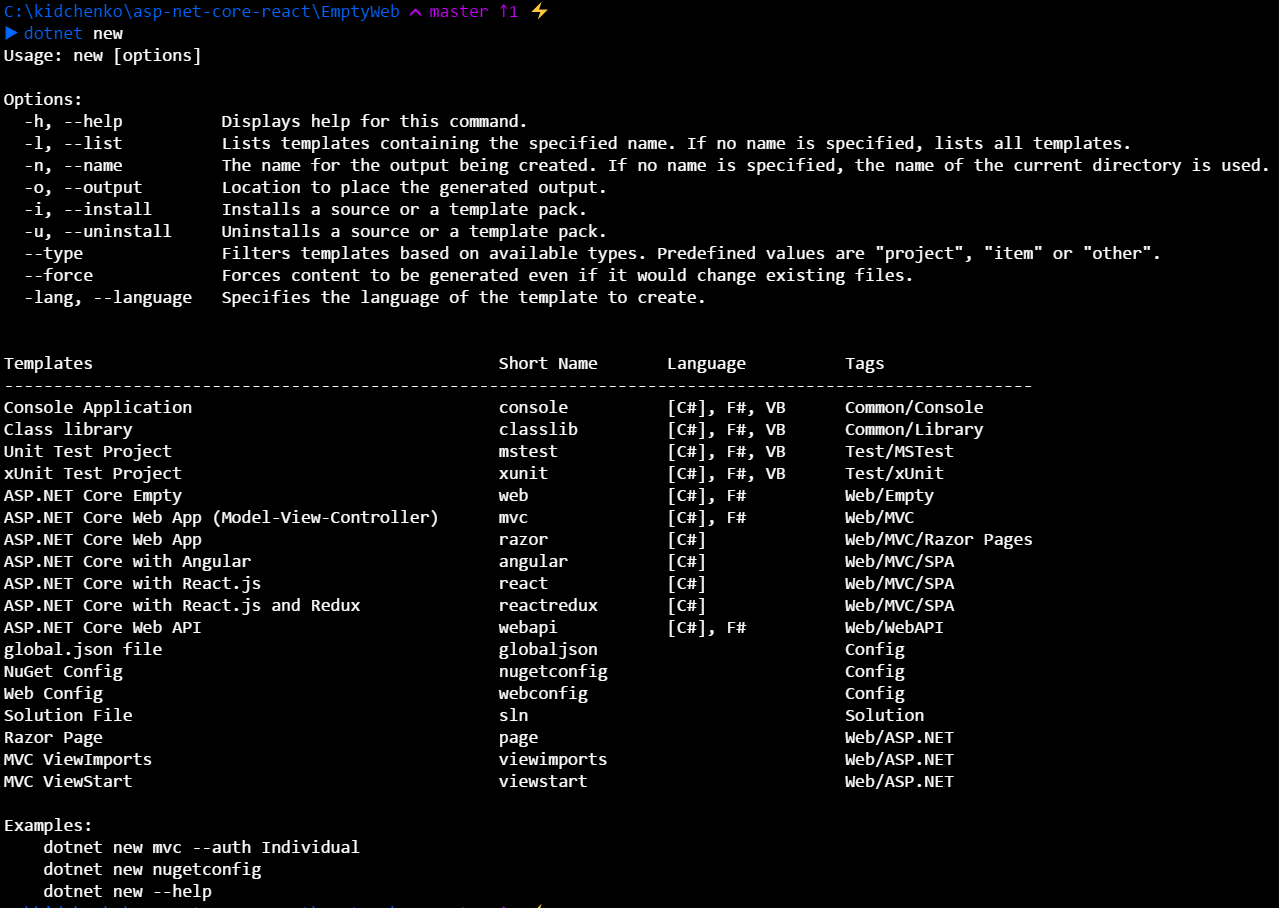 C:\kidchenko\asp-net-core-react\EmptyWeb ^ master ↑1 ⚡
▶ dotnet new
Usage: new [options]

Options:
  -h, --help          Displays help for this command.
  -l, --list          Lists templates containing the specified name. If no name is specified, lists all templates.
  -n, --name          The name for the output being created. If no name is specified, the name of the current directory is used.
  -o, --output        Location to place the generated output.
  -i, --install       Installs a source or a template pack.
  -u, --uninstall     Uninstalls a source or a template pack.
  --type              Filters templates based on available types. Predefined values are "project", "item" or "other".
  --force             Forces content to be generated even if it would change existing files.
  -lang, --language   Specifies the language of the template to create.

Templates                                         Short Name       Language          Tags
--------------------------------------------------------------------------------------------------------
Console Application                               console          [C#], F#, VB      Common/Console
Class library                                     classlib         [C#], F#, VB      Common/Library
Unit Test Project                                 mstest           [C#], F#, VB      Test/MSTest
xUnit Test Project                                xunit            [C#], F#, VB      Test/xUnit
ASP.NET Core Empty                                web              [C#], F#          Web/Empty
ASP.NET Core Web App (Model-View-Controller)      mvc              [C#], F#          Web/MVC
ASP.NET Core Web App                              razor            [C#]              Web/MVC/Razor Pages
ASP.NET Core with Angular                         angular          [C#]              Web/MVC/SPA
ASP.NET Core with React.js                        react            [C#]              Web/MVC/SPA
ASP.NET Core with React.js and Redux              reactredux       [C#]              Web/MVC/SPA
ASP.NET Core Web API                              webapi           [C#], F#          Web/WebAPI
global.json file                                  globaljson                         Config
NuGet Config                                      nugetconfig                        Config
Web Config                                        webconfig                          Config
Solution File                                     sln                                Solution
Razor Page                                        page                               Web/ASP.NET
MVC ViewImports                                   viewimports                        Web/ASP.NET
MVC ViewStart                                     viewstart                          Web/ASP.NET

Examples:
    dotnet new mvc --auth Individual
    dotnet new nugetconfig
    dotnet new --help